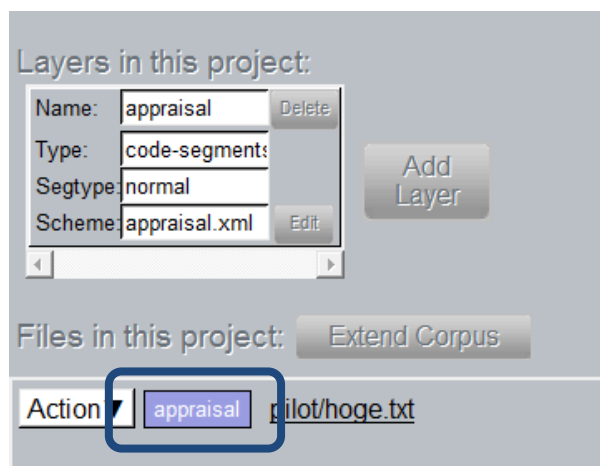 Layers in this project:
Name: appraisal Delete
Type: code-segments
Segtype: normal
Scheme: appraisal.xml Edit
Add
Layer
Files in this project: Extend Corpus
Action▼ appraisal pilot/hoge.txt